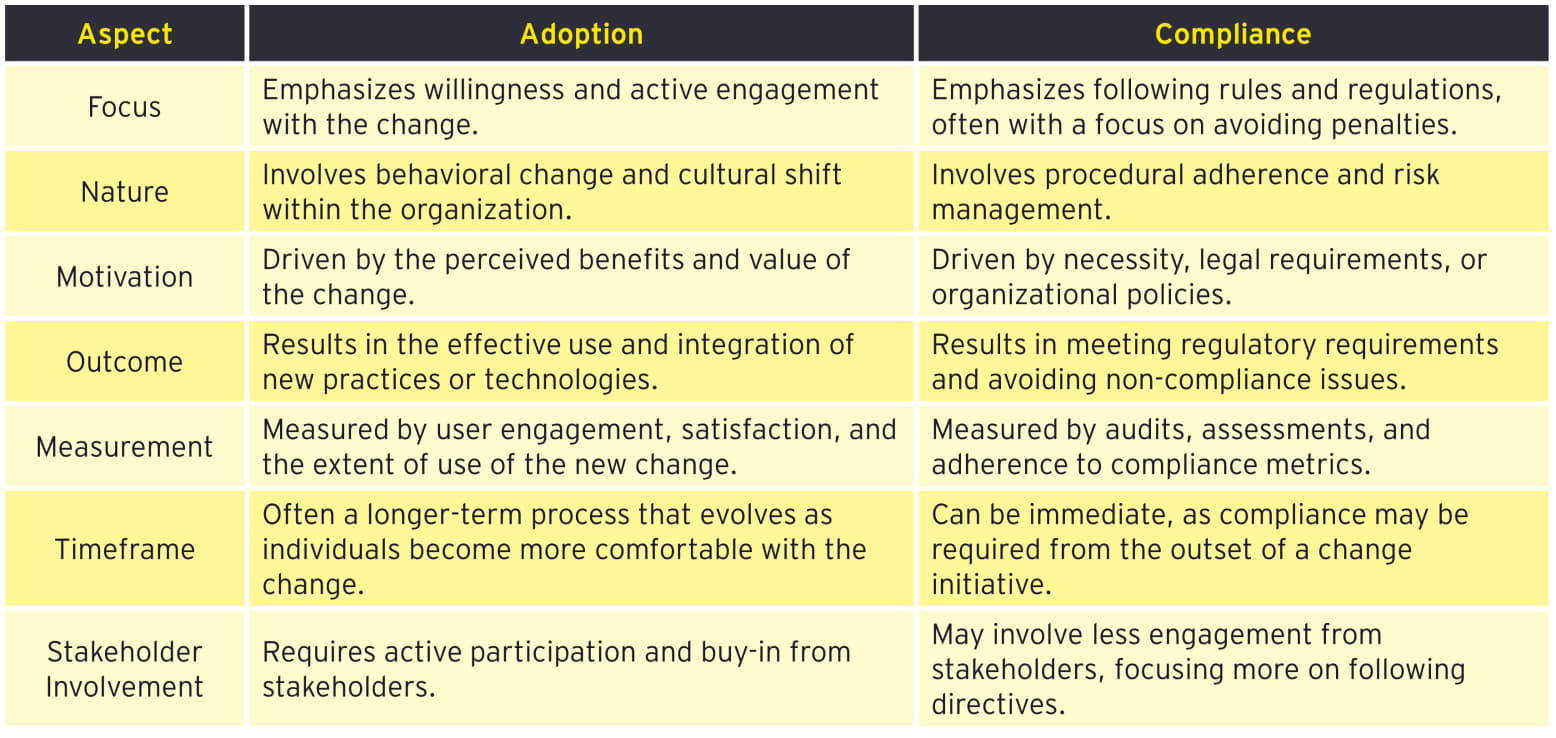 Aspect
Adoption
Compliance
Focus
Emphasizes willingness and active engagement
with the change.
Emphasizes following rules and regulations,
often with a focus on avoiding penalties.
Nature
Involves behavioral change and cultural shift
within the organization.
Involves procedural adherence and risk
management.
Motivation
Driven by the perceived benefits and value of
the change.
Driven by necessity, legal requirements, or
organizational policies.
Outcome
Results in the effective use and integration of
new practices or technologies.
Results in meeting regulatory requirements
and avoiding non-compliance issues.
Measurement
Measured by user engagement, satisfaction, and
the extent of use of the new change.
Measured by audits, assessments, and
adherence to compliance metrics.
Timeframe
Often a longer-term process that evolves as
individuals become more comfortable with the
change.
Can be immediate, as compliance may be
required from the outset of a change
initiative.
Stakeholder
Involvement
Requires active participation and buy-in from
stakeholders.
May involve less engagement from
stakeholders, focusing more on following
directives.